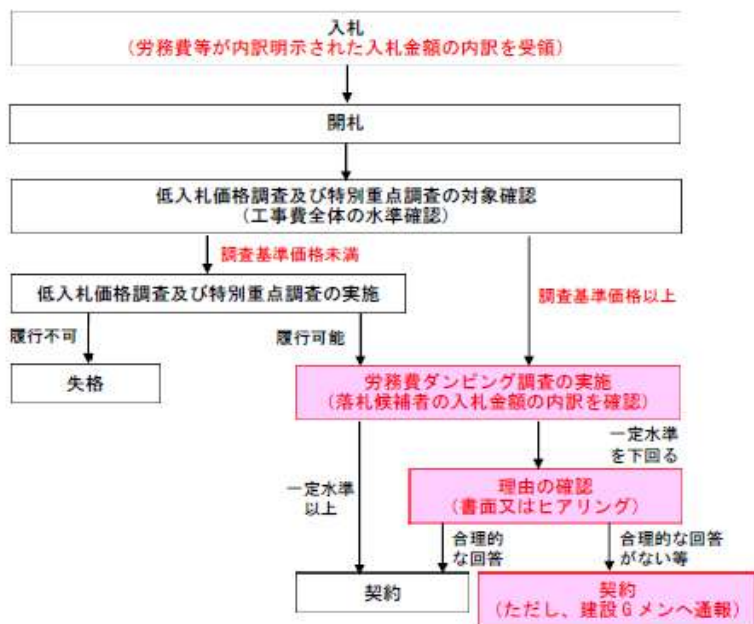 入札
（労務費等が内訳明示された入札金額の内訳を受領）
開札
低入札価格調査及び特別重点調査の対象確認
（工事費全体の水準確認）
調査基準価格未満
低入札価格調査及び特別重点調査の実施
調査基準価格以上
履行不可
履行可能
失格
労務費ダンピング調査の実施
（落札候補者の入札金額の内訳を確認）
一定水準
を下回る
一定水準
以上
理由の確認
（書面又はヒアリング）
合理的
な回答
合理的な回答
がない等
契約
契約
（ただし、建設Ｇメンへ通報）